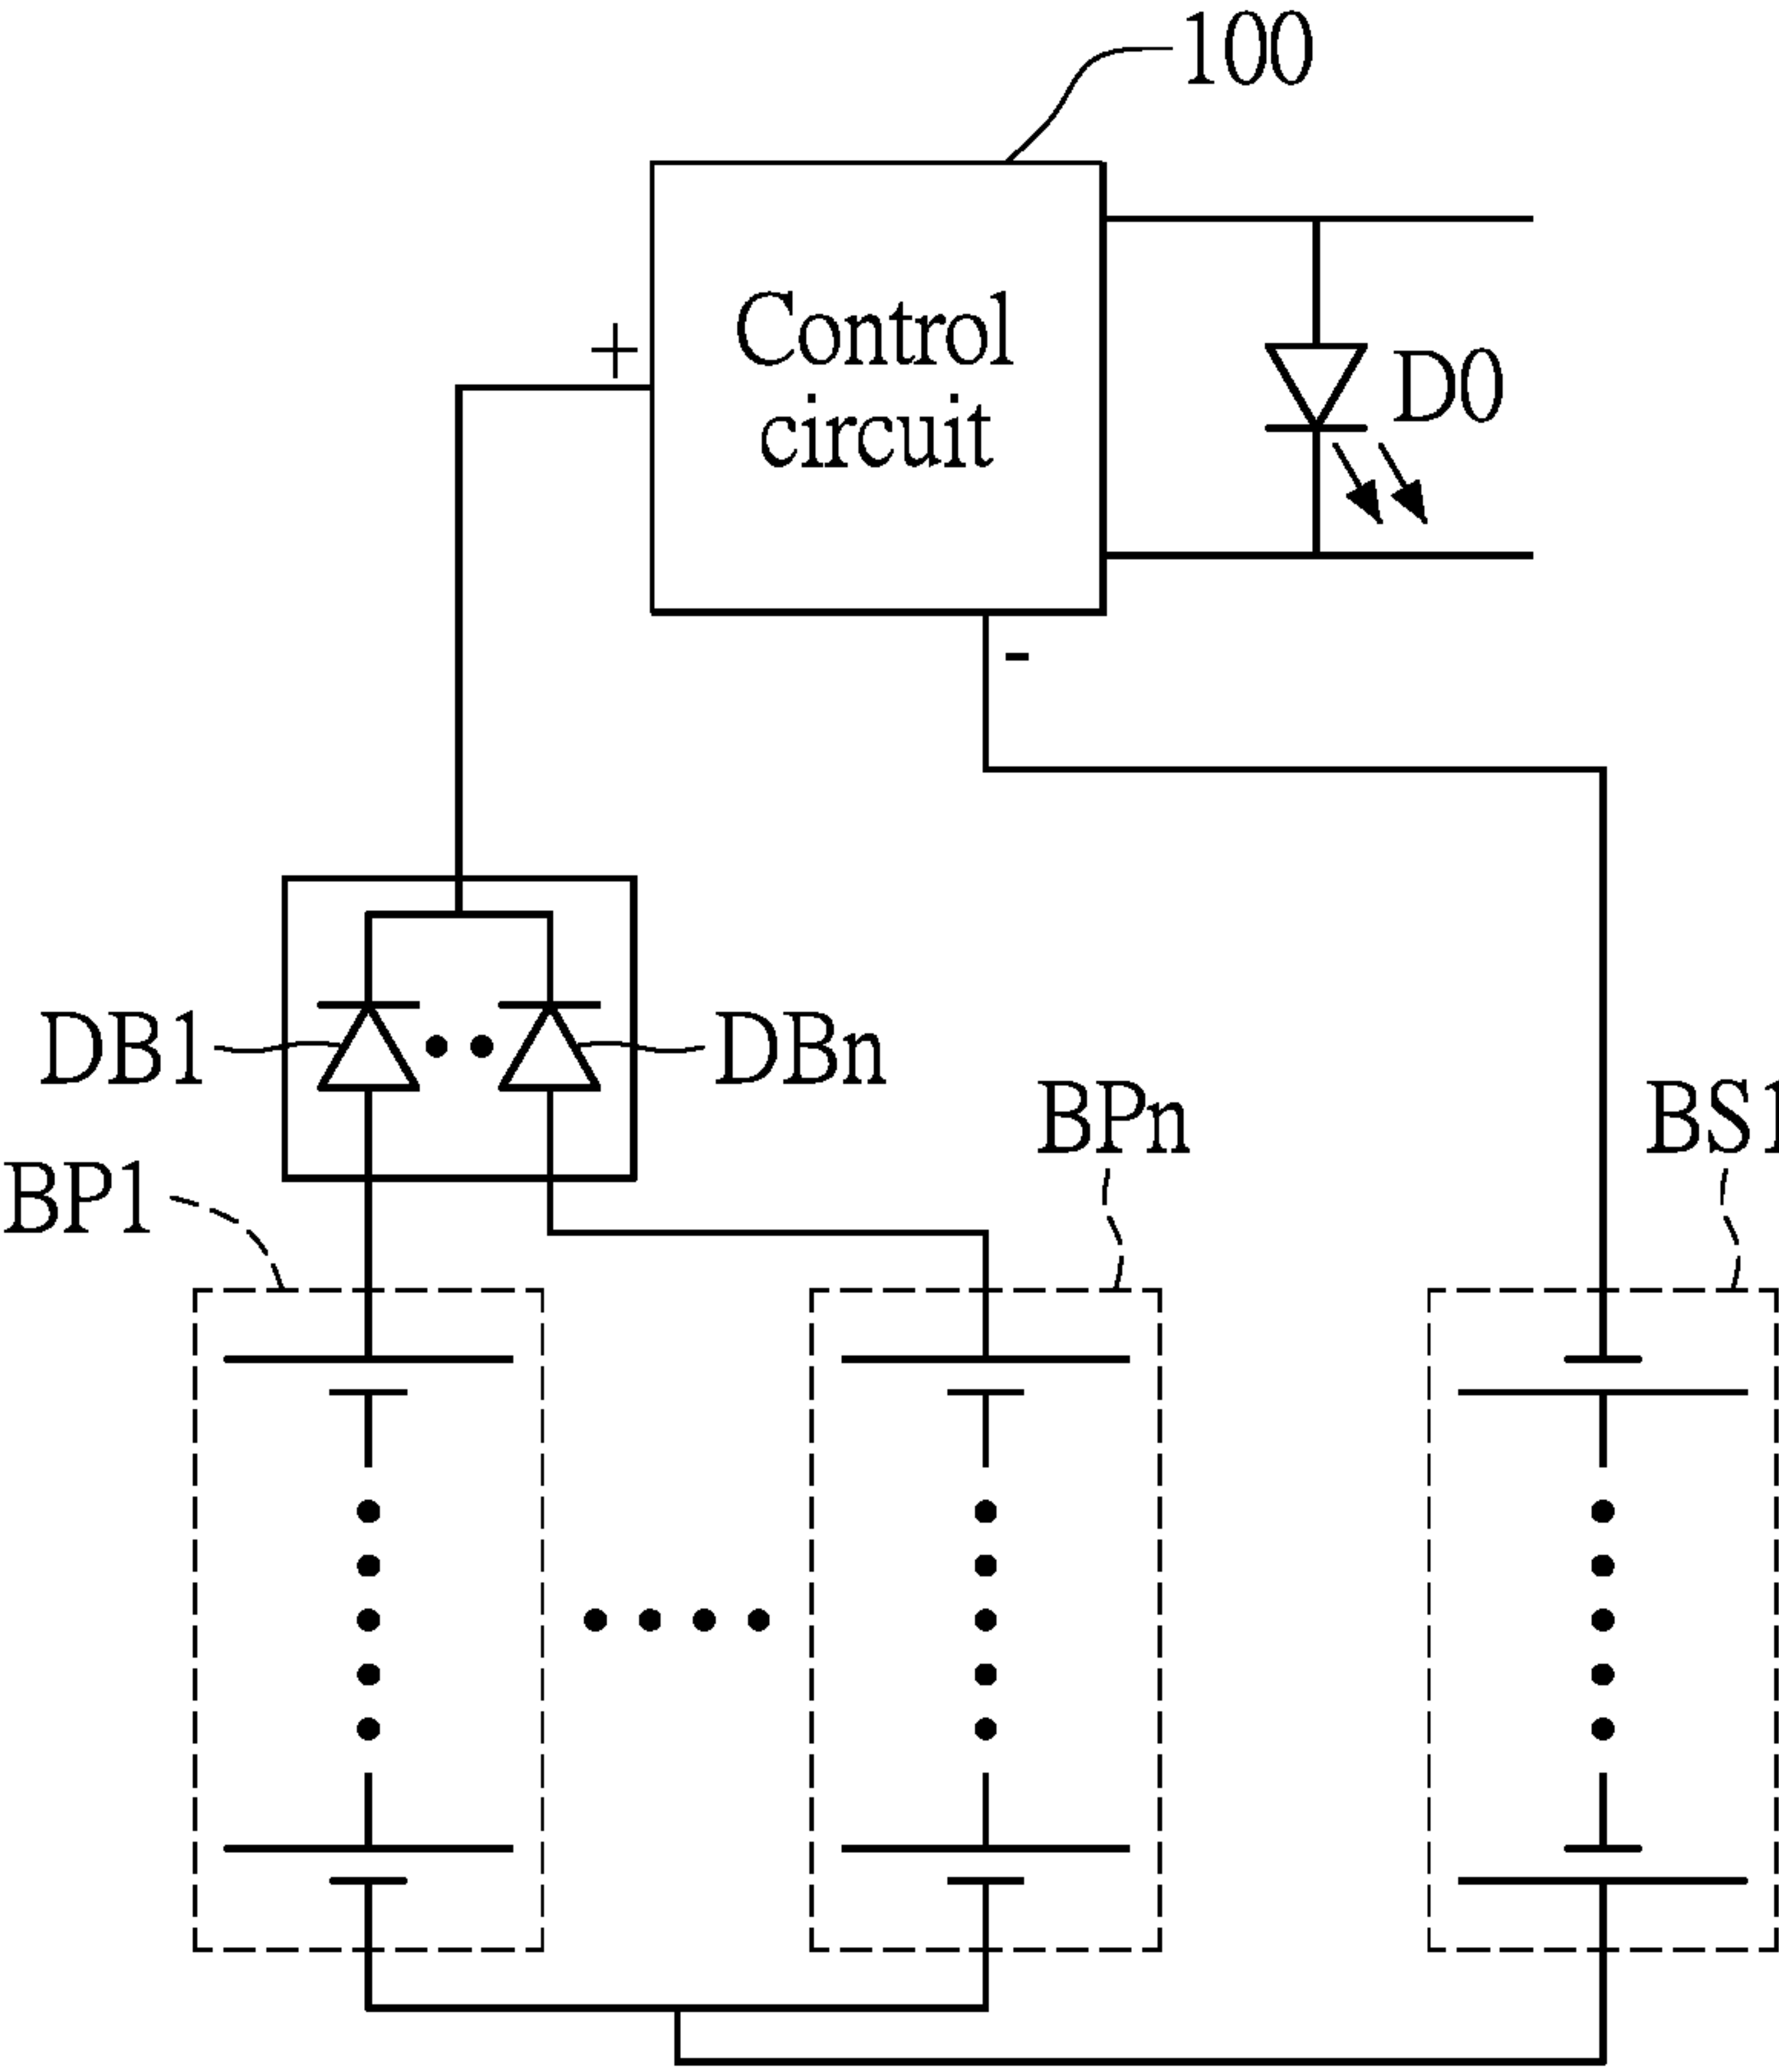 100
Control
circuit
+
D0
-
DB1
DBn
BPn
BS1
BP1